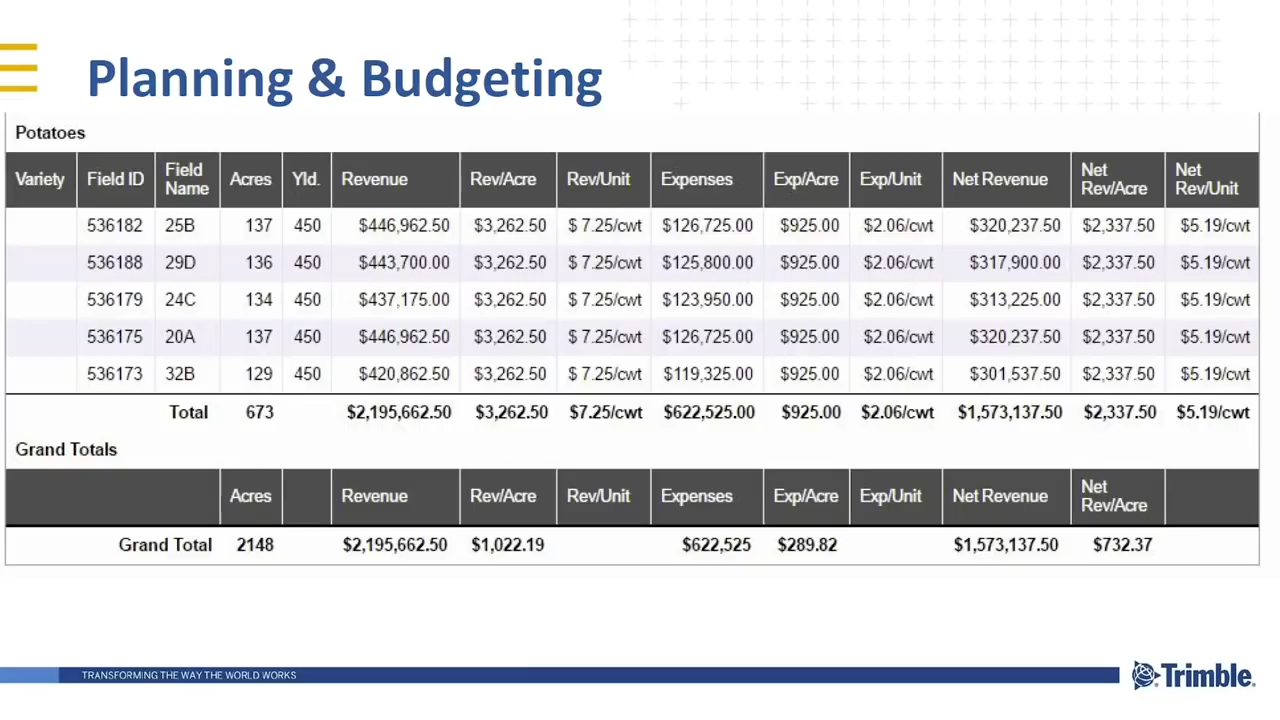 Planning & Budgeting
Potatoes
Variety Field ID Field Name Acres Yld. Revenue Rev/Acre Rev/Unit Expenses Exp/Acre Exp/Unit Net Revenue Net Rev/Acre Net Rev/Unit
536182 25B 137 450 $446,962.50 $3,262.50 $ 7.25/cwt $126,725.00 $925.00 $2.06/cwt $320,237.50 $2,337.50 $5.19/cwt
536188 29D 136 450 $443,700.00 $3,262.50 $ 7.25/cwt $125,800.00 $925.00 $2.06/cwt $317,900.00 $2,337.50 $5.19/cwt
536179 24C 134 450 $437,175.00 $3,262.50 $ 7.25/cwt $123,950.00 $925.00 $2.06/cwt $313,225.00 $2,337.50 $5.19/cwt
536175 20A 137 450 $446,962.50 $3,262.50 $ 7.25/cwt $126,725.00 $925.00 $2.06/cwt $320,237.50 $2,337.50 $5.19/cwt
536173 32B 129 450 $420,862.50 $3,262.50 $ 7.25/cwt $119,325.00 $925.00 $2.06/cwt $301,537.50 $2,337.50 $5.19/cwt
Total 673 $2,195,662.50 $3,262.50 $7.25/cwt $622,525.00 $925.00 $2.06/cwt $1,573,137.50 $2,337.50 $5.19/cwt
Grand Totals
Acres Revenue Rev/Acre Rev/Unit Expenses Exp/Acre Exp/Unit Net Revenue Net Rev/Acre
Grand Total 2148 $2,195,662.50 $1,022.19 $622,525 $289.82 $1,573,137.50 $732.37
TRANSFORMING THE WAY THE WORLD WORKS
Trimble